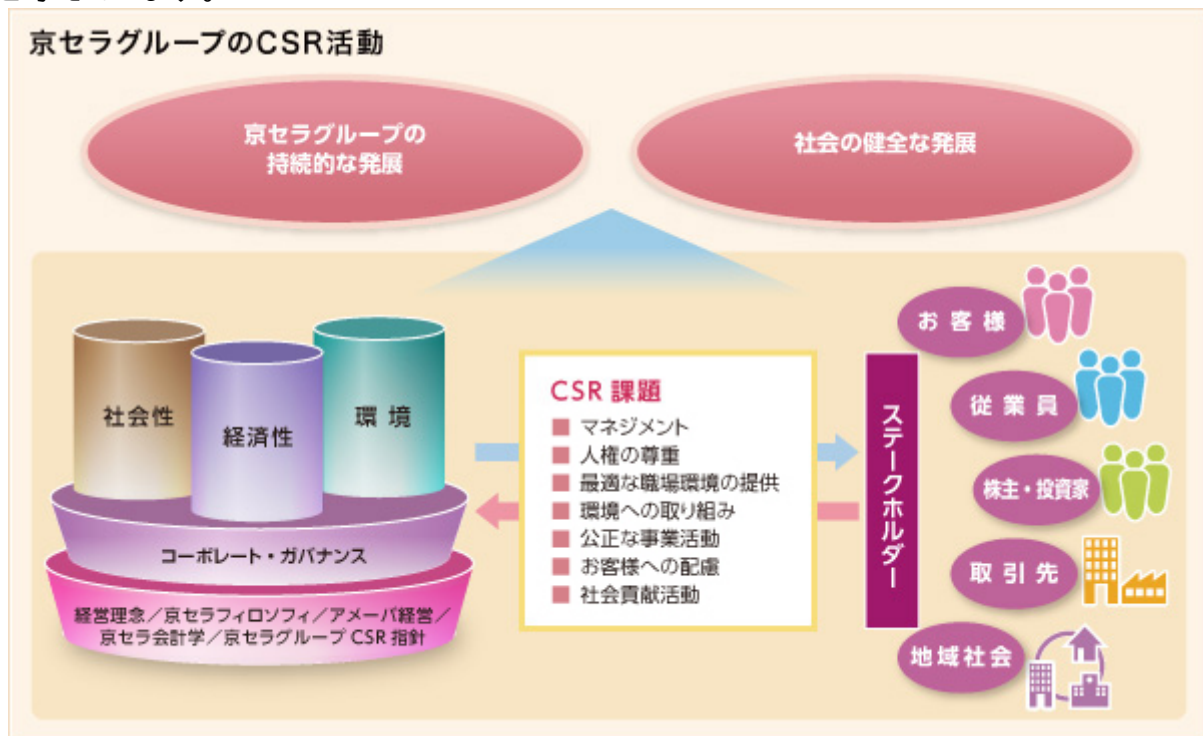 京セラグループのCSR活動
京セラグループの
持続的な発展
社会の健全な発展
社会性
経済性
環境
コーポレート・ガバナンス
経営理念／京セラフィロソフィ／アメーバ経営／
京セラ会計学／京セラグループ CSR 指針
CSR 課題
マネジメント
人権の尊重
最適な職場環境の提供
環境への取り組み
公正な事業活動
お客様への配慮
社会貢献活動
ステークホルダー
お客様
従業員
株主・投資家
取引先
地域社会